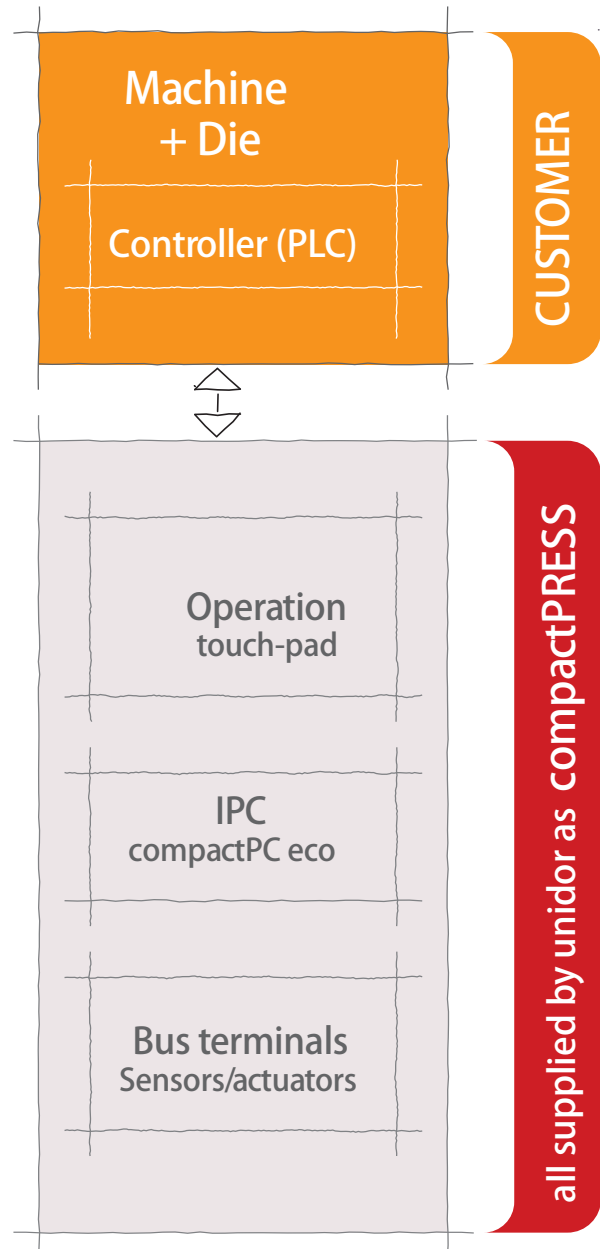 Machine
+ Die
Controller (PLC)
CUSTOMER
Operation
touch-pad
IPC
compactPC eco
Bus terminals
Sensors/actuators
all supplied by unidor as compactPRESS